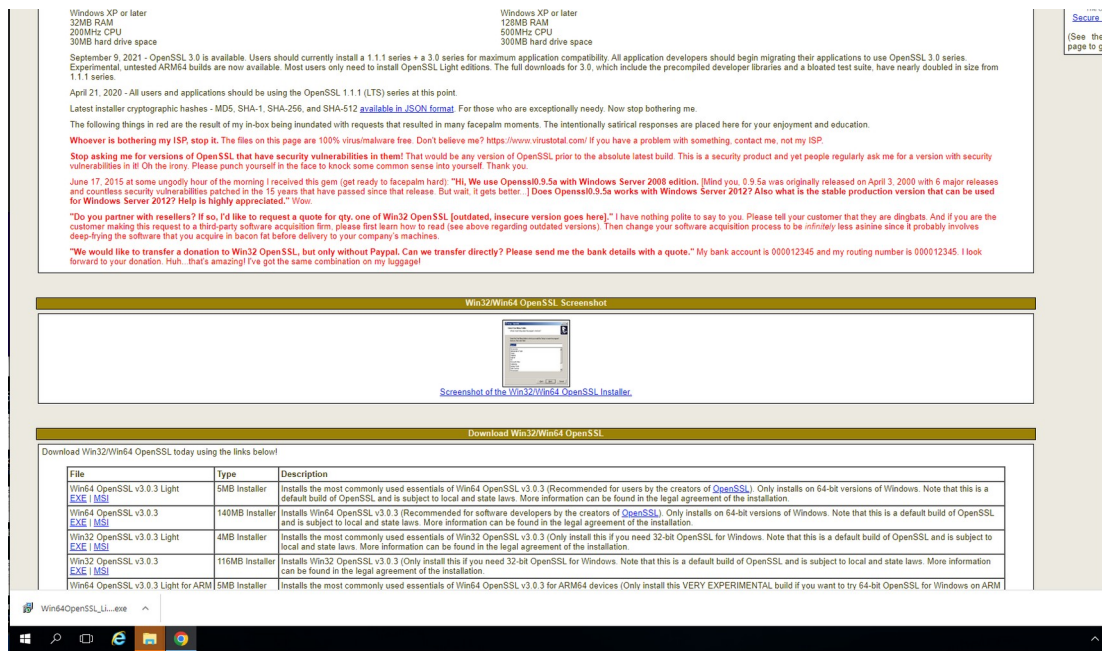 Windows XP or later
32MB RAM
200MHz CPU
30MB hard drive space
Windows XP or later
128MB RAM
500MHz CPU
300MB hard drive space
Secure
(See the
page to g
September 9, 2021 - OpenSSL 3.0 is available. Users should currently install a 1.1.1 series + a 3.0 series for maximum application compatibility. All application developers should begin migrating their applications to use OpenSSL 3.0 series.
Experimental, untested ARM64 builds are now available. Most users only need to install OpenSSL Light editions. The full downloads for 3.0, which include the precompiled developer libraries and a bloated test suite, have nearly doubled in size from
1.1.1 series.
April 21, 2020 - All users and applications should be using the OpenSSL 1.1.1 (LTS) series at this point.
Latest installer cryptographic hashes - MD5, SHA-1, SHA-256, and SHA-512 available in JSON format. For those who are exceptionally needy. Now stop bothering me.
The following things in red are the result of my in-box being inundated with requests that resulted in many facepalm moments. The intentionally satirical responses are placed here for your enjoyment and education.
Whoever is bothering my ISP, stop it. The files on this page are 100% virus/malware free. Don't believe me? https://www.virustotal.com/ If you have a problem with something, contact me, not my ISP.
Stop asking me for versions of OpenSSL that have security vulnerabilities in them! That would be any version of OpenSSL prior to the absolute latest build. This is a security product and yet people regularly ask me for a version with security
vulnerabilities in it! Oh the irony. Please punch yourself in the face to knock some common sense into yourself. Thank you.
June 17, 2015 at some ungodly hour of the morning I received this gem (get ready to facepalm hard): "Hi, We use Openssl0.9.5a with Windows Server 2008 edition. [Mind you, 0.9.5a was originally released on April 3, 2000 with 6 major releases
and countless security vulnerabilities patched in the 15 years that have passed since that release. But wait, it gets better...] Does Openssl0.9.5a works with Windows Server 2012? Also what is the stable production version that can be used
for Windows Server 2012? Help is highly appreciated." Wow.
"Do you partner with resellers? If so, I'd like to request a quote for qty. one of Win32 OpenSSL [outdated, insecure version goes here]." I have nothing polite to say to you. Please tell your customer that they are dingbats. And if you are the
customer making this request to a third-party software acquisition firm, please first learn how to read (see above regarding outdated versions). Then change your software acquisition process to be infinitely less asinine since it probably involves
deep-frying the software that you acquire in bacon fat before delivery to your company's machines.
"We would like to transfer a donation to Win32 OpenSSL, but only without Paypal. Can we transfer directly? Please send me the bank details with a quote." My bank account is 000012345 and my routing number is 000012345. I look
forward to your donation. Huh...that's amazing! I've got the same combination on my luggage!
Win32/Win64 OpenSSL Screenshot
Screenshot of the Win32/Win64 OpenSSL Installer.
Download Win32/Win64 OpenSSL
Download Win32/Win64 OpenSSL today using the links below!
File Type Description
Win64 OpenSSL v3.0.3 Light 5MB Installer Installs the most commonly used essentials of Win64 OpenSSL v3.0.3 (Recommended for users by the creators of OpenSSL). Only installs on 64-bit versions of Windows. Note that this is a
EXE | MSI default build of OpenSSL and is subject to local and state laws. More information can be found in the legal agreement of the installation.
Win64 OpenSSL v3.0.3 140MB Installer Installs Win64 OpenSSL v3.0.3 (Recommended for software developers by the creators of OpenSSL). Only installs on 64-bit versions of Windows. Note that this is a default build of OpenSSL
EXE | MSI and is subject to local and state laws. More information can be found in the legal agreement of the installation.
Win32 OpenSSL v3.0.3 Light 4MB Installer Installs the most commonly used essentials of Win32 OpenSSL v3.0.3 (Only install this if you need 32-bit OpenSSL for Windows. Note that this is a default build of OpenSSL and is subject to
EXE | MSI local and state laws. More information can be found in the legal agreement of the installation.
Win32 OpenSSL v3.0.3 116MB Installer Installs Win32 OpenSSL v3.0.3 (Only install this if you need 32-bit OpenSSL for Windows. Note that this is a default build of OpenSSL and is subject to local and state laws. More information
EXE | MSI can be found in the legal agreement of the installation.
Win64 OpenSSL v3.0.3 Light for ARM 5MB Installer Installs the most commonly used essentials of Win64 OpenSSL v3.0.3 for ARM64 devices (Only install this VERY EXPERIMENTAL build if you want to try 64-bit OpenSSL for Windows on ARM
Win64OpenSSL_Li....exe